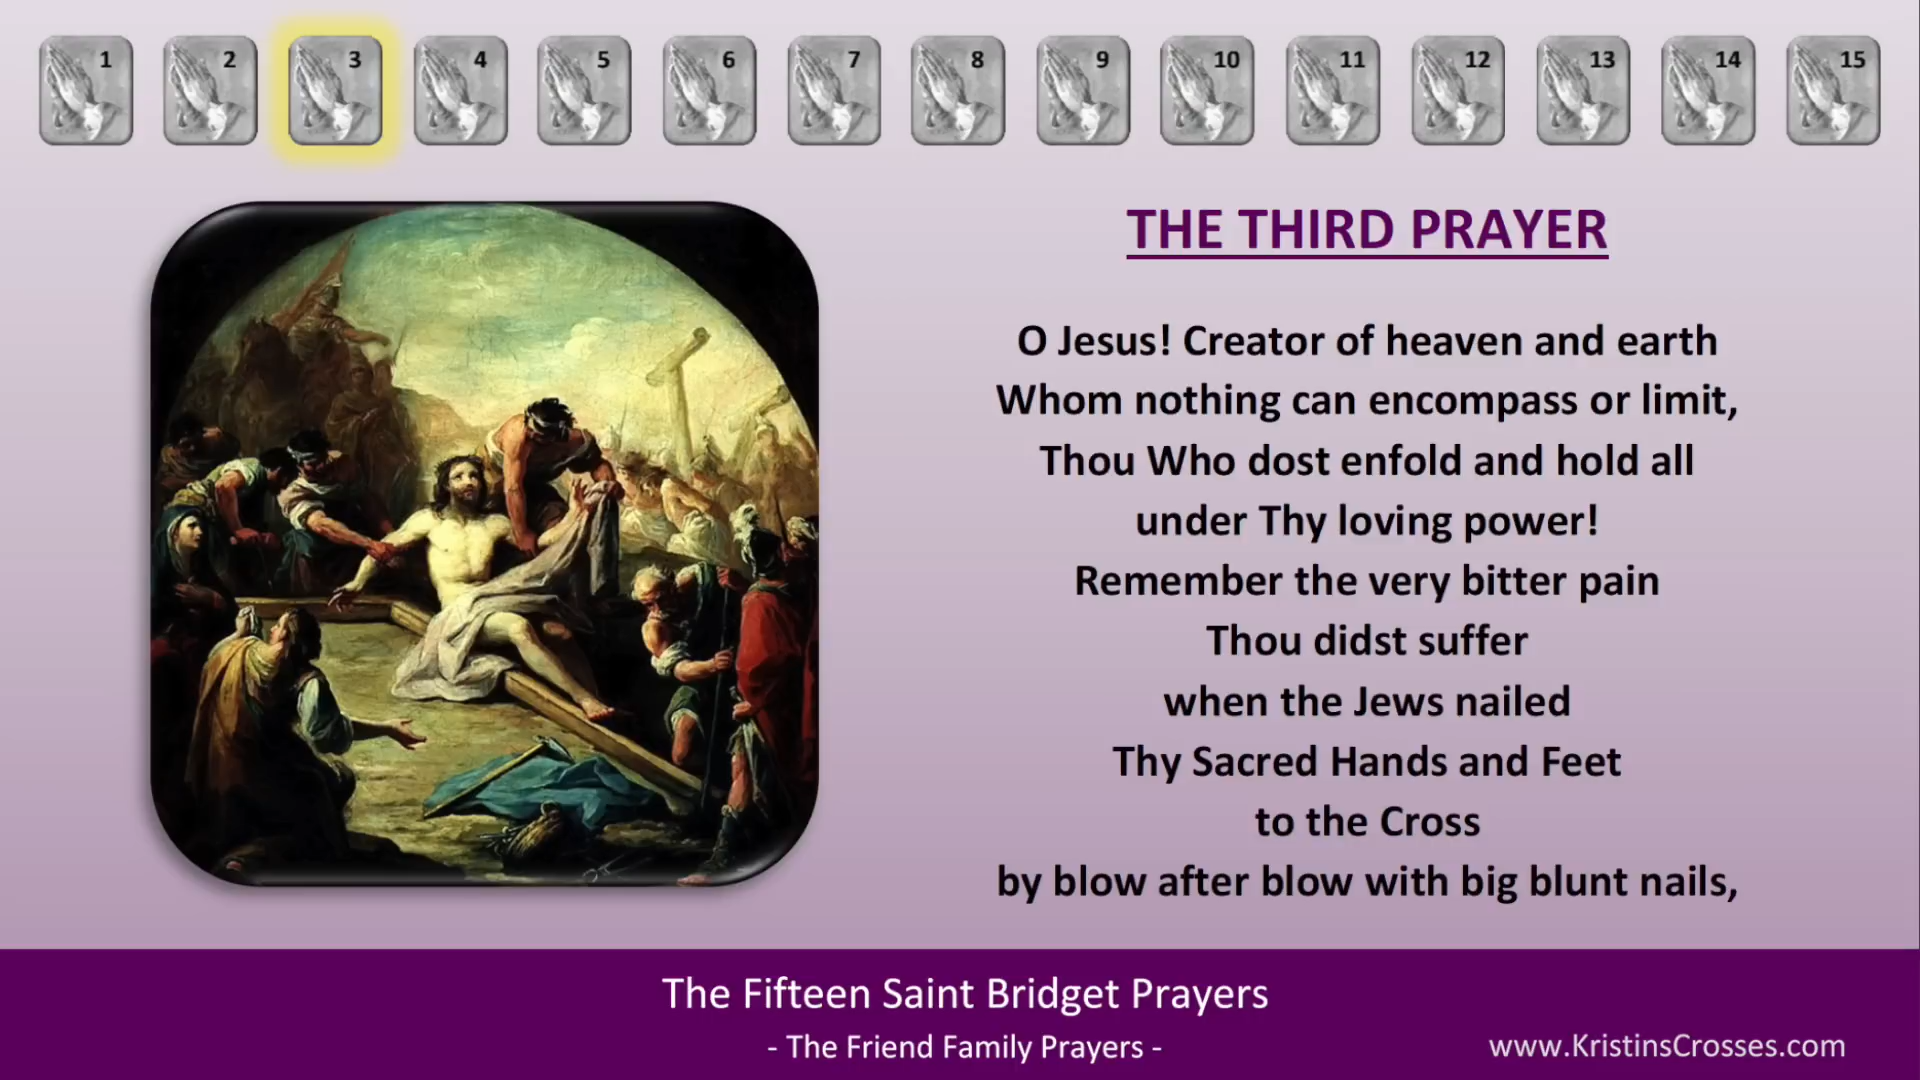 1 2 3 4 5 6 7 8 9 10 11 12 13 14 15
THE THIRD PRAYER
O Jesus! Creator of heaven and earth
Whom nothing can encompass or limit,
Thou Who dost enfold and hold all
under Thy loving power!
Remember the very bitter pain
Thou didst suffer
when the Jews nailed
Thy Sacred Hands and Feet
to the Cross
by blow after blow with big blunt nails,
The Fifteen Saint Bridget Prayers
- The Friend Family Prayers -
www.KristinsCrosses.com